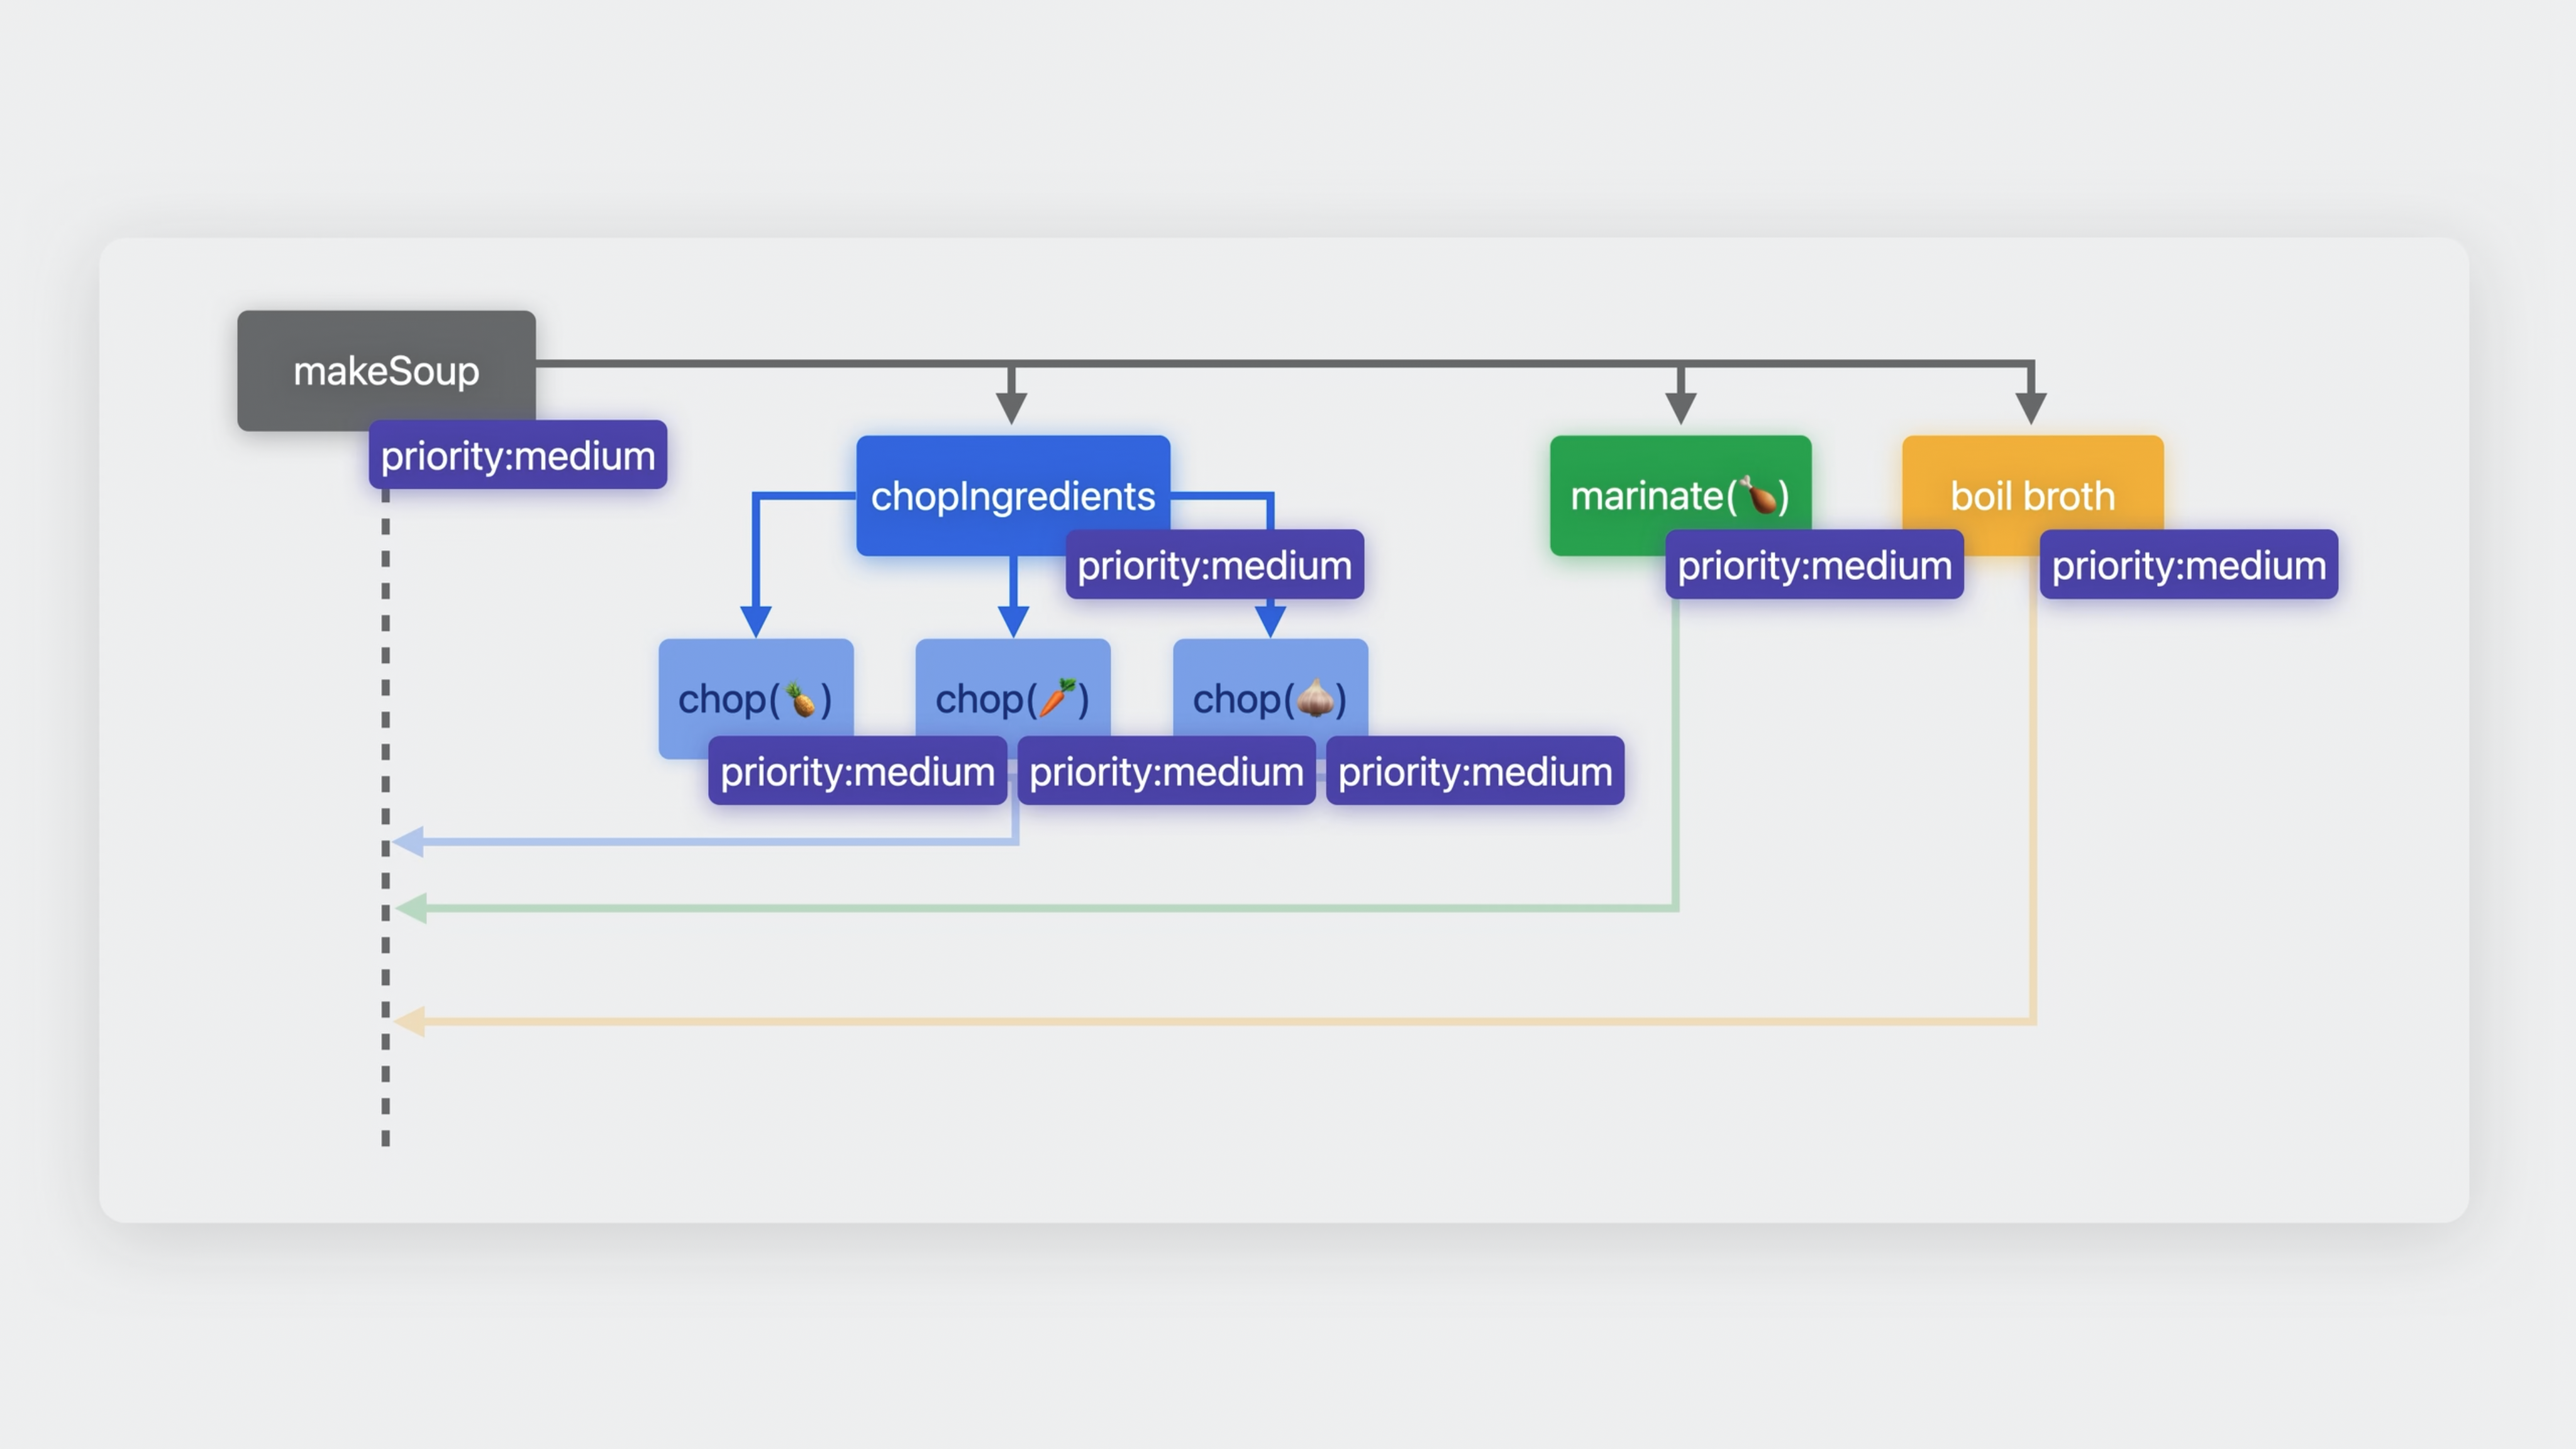 makeSoup
priority:medium
chopIngredients
priority:medium
marinate(🍗)
priority:medium
boil broth
priority:medium
chop(🍍)
priority:medium
chop(🥕)
priority:medium
chop(🧄)
priority:medium